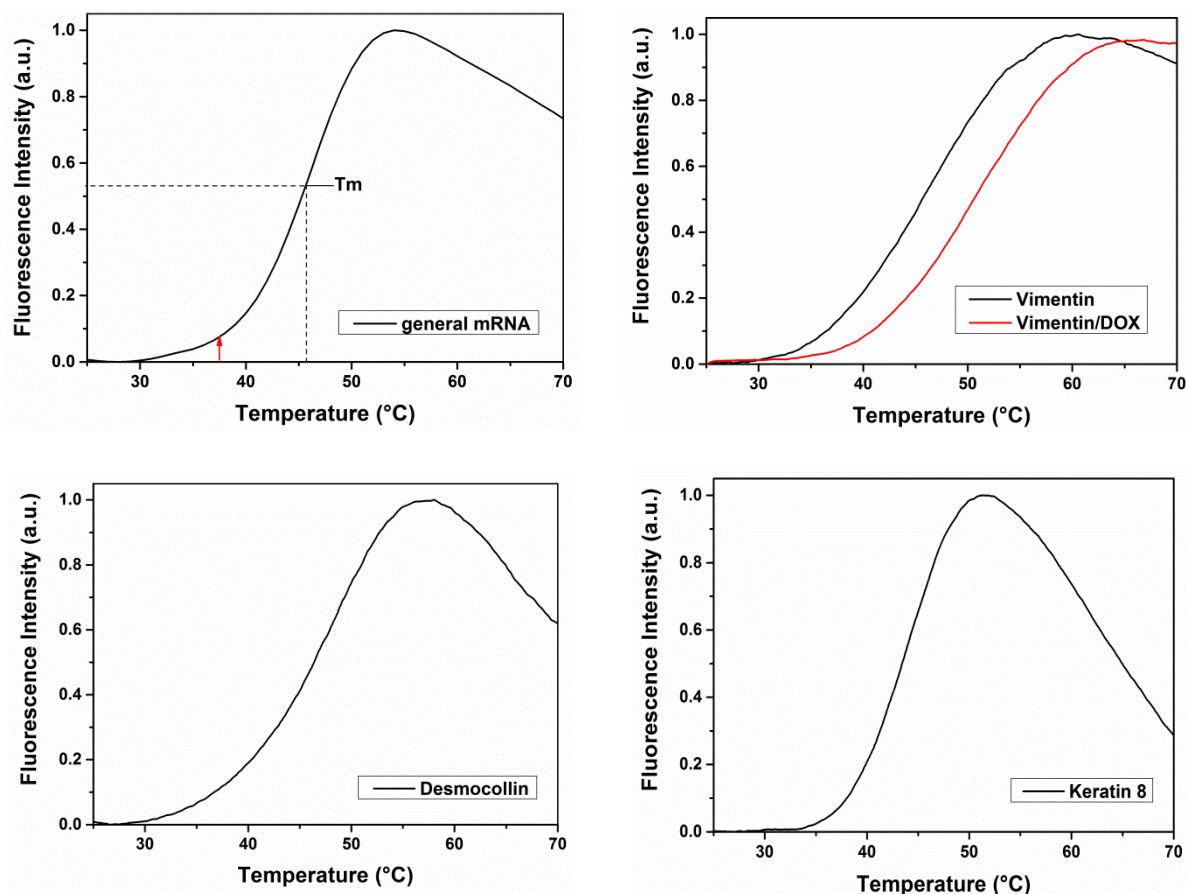 Fluorescence Intensity (a.u.)
1.0
0.8
0.6
0.4
0.2
0.0
Tm
general mRNA
30 40 50 60 70
Temperature (°C)
Fluorescence Intensity (a.u.)
1.0
0.8
0.6
0.4
0.2
0.0
Vimentin
Vimentin/DOX
30 40 50 60 70
Temperature (°C)
Fluorescence Intensity (a.u.)
1.0
0.8
0.6
0.4
0.2
0.0
Desmocollin
30 40 50 60 70
Temperature (°C)
Fluorescence Intensity (a.u.)
1.0
0.8
0.6
0.4
0.2
0.0
Keratin 8
30 40 50 60 70
Temperature (°C)